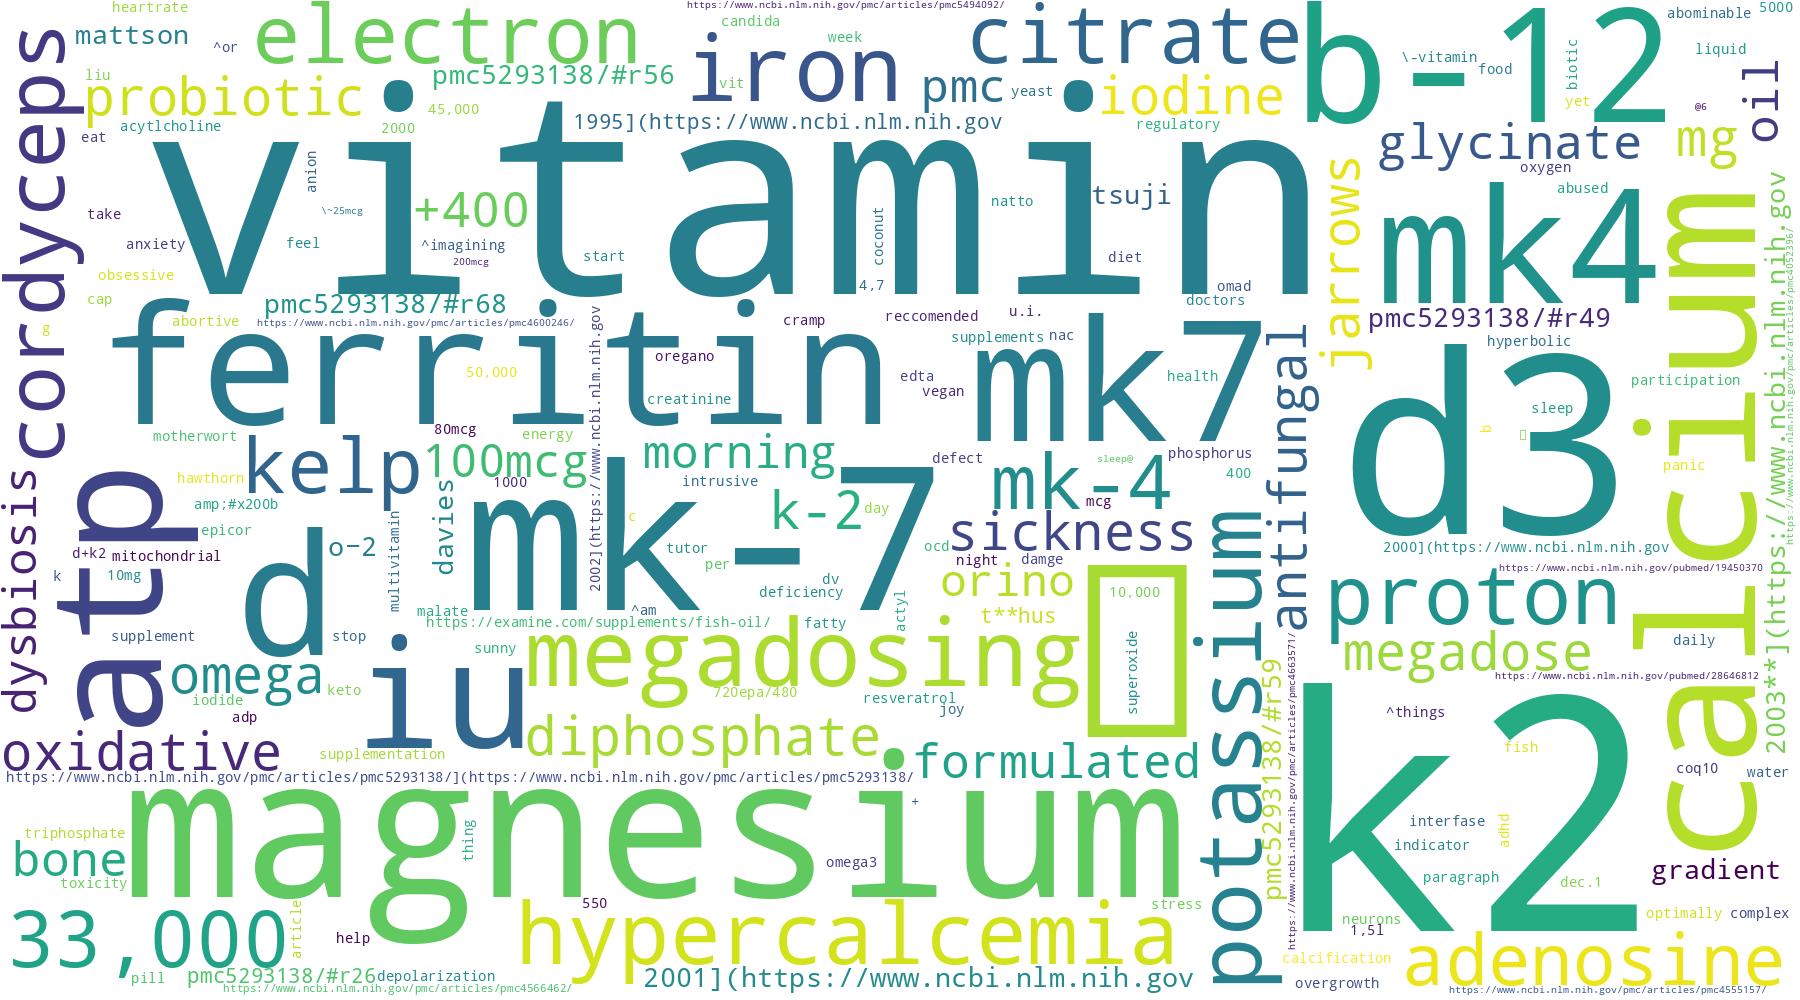 heartrate
https://www.ncbi.nlm.nih.gov/pmc/articles/pmc5494092/
electron
citrate
b-12
abominable
5000
mattson
^or
candida
week
iron
\-vitamin
food
biotic
liquid
cordyceps
liu
probiotic
pmc5293138/#r56
vit
pmc
yeast
iodine
yet
@6
oil
45,000
2000
acytlcholine
eat
1995](https://www.ncbi.nlm.nih.gov
regulatory
glycinate
mg
vitamin
anion
oxygen
abused
jarrows
mk4
take
\~25mcg
+400
coconut
natto
tsuji
anxiety
feel
^imagining
200mcg
start
diet
obsessive
4,7
omad
cap
pmc5293138/#r68
doctors
abortive
g
https://www.ncbi.nlm.nih.gov/pmc/articles/pmc4600246/
cramp
reccomended
u.i.
pmc5293138/#r49
calcium
2003**](https://www.ncbi.nlm.nih.gov
https://www.ncbi.nlm.nih.gov/pmc/articles/pmc4052396/
ferritin
2002](https://www.ncbi.nlm.nih.gov
oregano
supplements
nac
mk7
antifungal
hyperbolic
50,000
edta
health
participation
creatinine
vegan
d3
sleep
motherwort
80mcg
energy
b
kelp
100mcg
morning
defect
mk-4
sleep@
phosphorus
400
panic
dysbiosis
atp
hawthorn
1000
intrusive
mcg
amp;#x200b
davies
mk-7
k-2
day
c
sickness
epicor
multivitamin
d
o−2
tutor
ocd
night
damge
2000](https://www.ncbi.nlm.nih.gov
d+k2
mitochondrial
per
https://www.ncbi.nlm.nih.gov/pubmed/19450370
k
10mg
dv
orino
proton
deficiency
10,000
malate
^am
actyl
t**hus
https://examine.com/supplements/fish-oil/
fatty
supplement
stop
superoxide
potassium
daily
sunny
megadosing
megadose
omega
iu
pmc5293138/#r59
https://www.ncbi.nlm.nih.gov/pmc/articles/pmc4663571/
https://www.ncbi.nlm.nih.gov/pubmed/28646812
iodide
keto
720epa/480
resveratrol
adp
joy
^things
oxidative
supplementation
diphosphate
formulated
k2
fish
coq10
water
https://www.ncbi.nlm.nih.gov/pmc/articles/pmc5293138/](https://www.ncbi.nlm.nih.gov/pmc/articles/pmc5293138/
+
magnesium
triphosphate
thing
interfase
adhd
bone
indicator
omega3
gradient
toxicity
paragraph
dec.1
33,000
article
550
hypercalcemia
stress
neurons
optimally
complex
1,5l
help
calcification
adenosine
pill
pmc5293138/#r26
depolarization
2001](https://www.ncbi.nlm.nih.gov
overgrowth
https://www.ncbi.nlm.nih.gov/pmc/articles/pmc4566462/
https://www.ncbi.nlm.nih.gov/pmc/articles/pmc4555157/